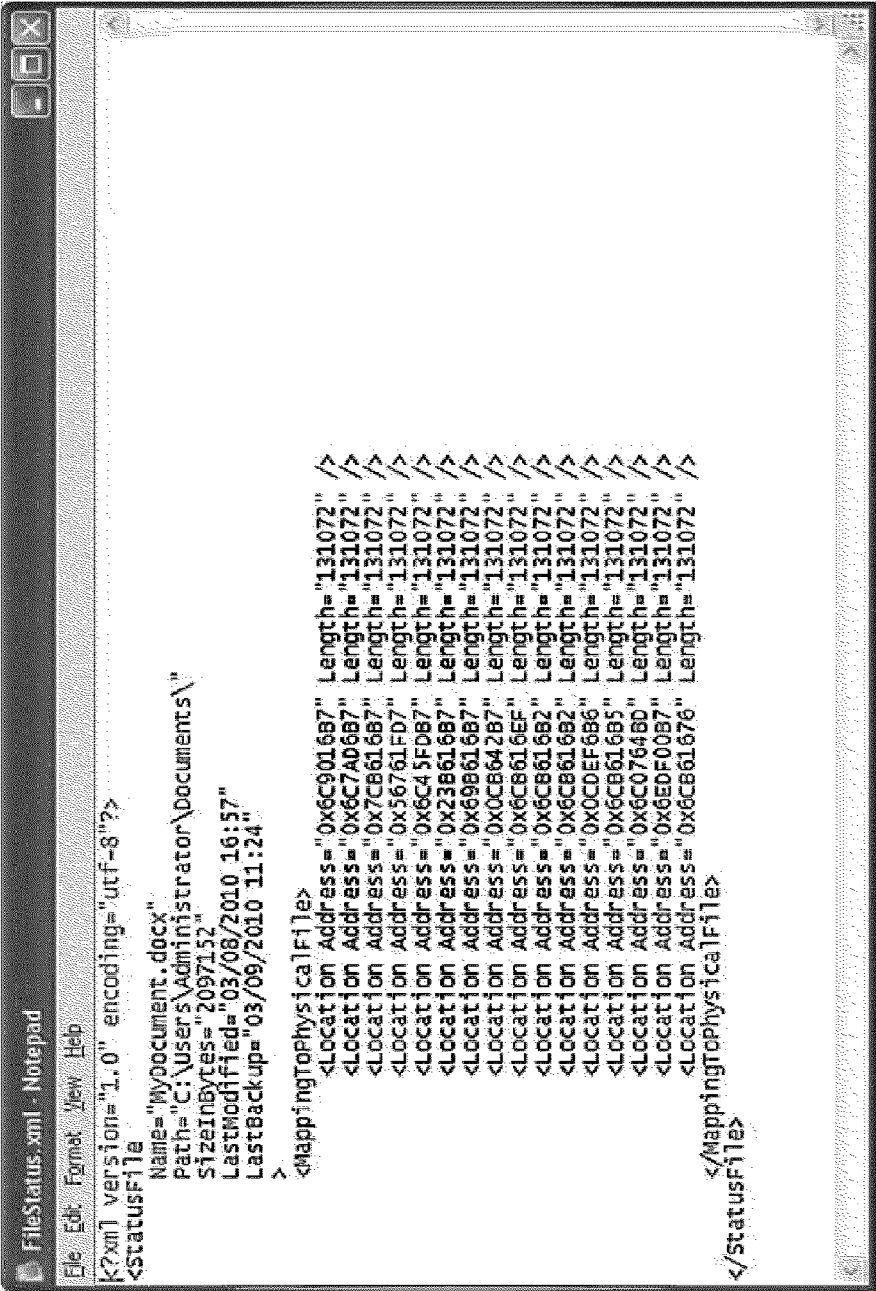 FileStatus.xml - Notepad
File Edit Format View Help
<?xml version="1.0" encoding="utf-8"?>
<StatusFile
Name="MyDocument.docx"
Path="C:\Users\Administrator\Documents\"
SizeInBytes="2097152"
LastModified="03/08/2010 16:57"
LastBackup="03/09/2010 11:24"
>
<MappingToPhysicalFile>
<Location Address="0x6C9016B7" Length="131072" />
<Location Address="0x6C7AD6B7" Length="131072" />
<Location Address="0x7CB616B7" Length="131072" />
<Location Address="0x56761FD7" Length="131072" />
<Location Address="0x6C45FDB7" Length="131072" />
<Location Address="0x23B616B7" Length="131072" />
<Location Address="0x69B616B7" Length="131072" />
<Location Address="0x0CB642B7" Length="131072" />
<Location Address="0x6CB616EF" Length="131072" />
<Location Address="0x6CB616B2" Length="131072" />
<Location Address="0x6CB616B2" Length="131072" />
<Location Address="0x0CDEF6B6" Length="131072" />
<Location Address="0x6CB616B5" Length="131072" />
<Location Address="0x6C0764BD" Length="131072" />
<Location Address="0x6EDF00B7" Length="131072" />
<Location Address="0x6CB61676" Length="131072" />
</MappingToPhysicalFile>
</StatusFile>